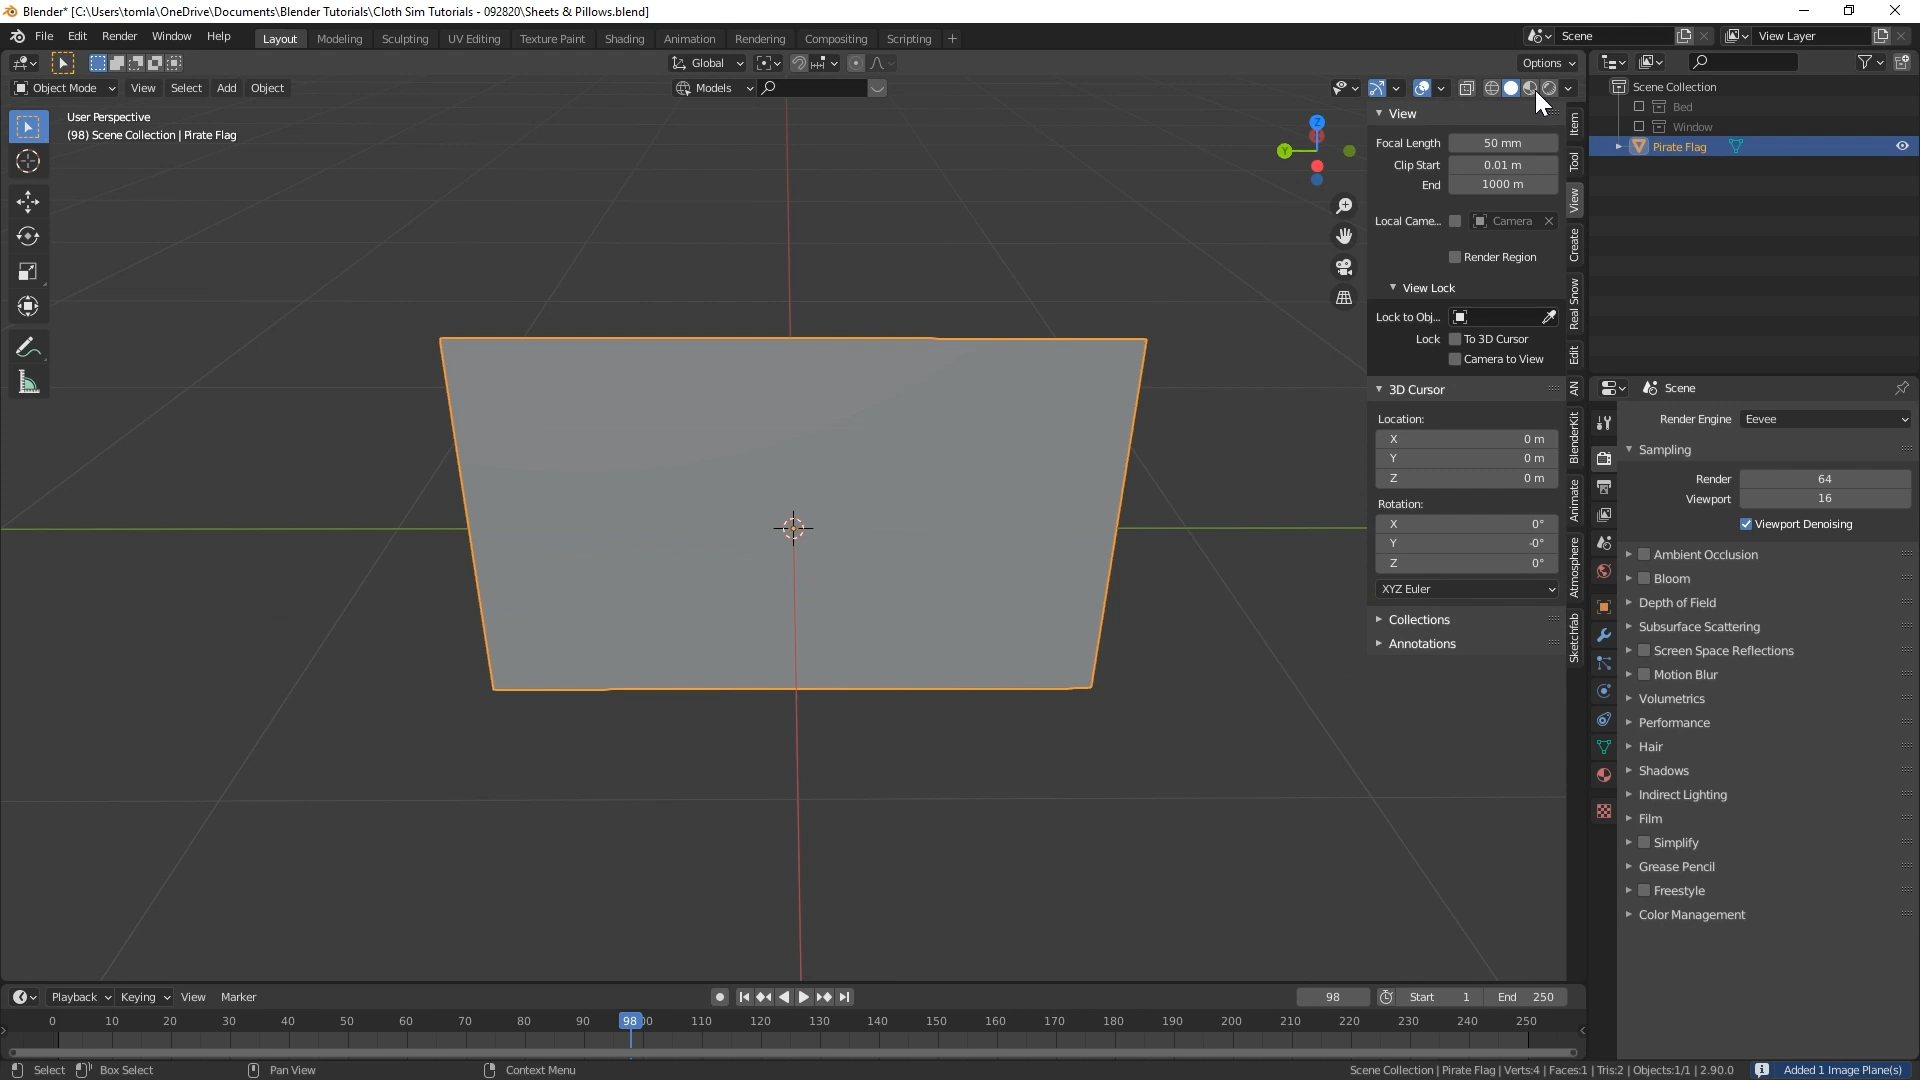 Blender* [C:\Users\tomla\OneDrive\Documents\Blender Tutorials\Cloth Sim Tutorials - 092820\Sheets & Pillows.blend]
File Edit Render Window Help Layout Modeling Sculpting UV Editing Texture Paint Shading Animation Rendering Compositing Scripting + Scene View Layer
Global Options
Object Mode View Select Add Object Models
User Perspective
(98) Scene Collection | Pirate Flag
Z
Y
View
Focal Length 50 mm
Clip Start 0.01 m
End 1000 m
Local Came... Camera
Render Region
View Lock
Lock to Obj...
Lock To 3D Cursor
Camera to View
3D Cursor
Location:
X 0 m
Y 0 m
Z 0 m
Rotation:
X 0°
Y -0°
Z 0°
XYZ Euler
Collections
Annotations
Item
Tool
View
Create
Real Snow
Edit
AN
BlenderKit
Animate
Atmosphere
Sketchfab
Scene Collection
Bed
Window
Pirate Flag
Scene
Render Engine Eevee
Sampling
Render 64
Viewport 16
Viewport Denoising
Ambient Occlusion
Bloom
Depth of Field
Subsurface Scattering
Screen Space Reflections
Motion Blur
Volumetrics
Performance
Hair
Shadows
Indirect Lighting
Film
Simplify
Grease Pencil
Freestyle
Color Management
Playback Keying View Marker 98 Start 1 End 250
0 10 20 30 40 50 60 70 80 90 98 110 120 130 140 150 160 170 180 190 200 210 220 230 240 250
Select Box Select Pan View Context Menu Scene Collection | Pirate Flag | Verts:4 | Faces:1 | Tris:2 | Objects:1/1 | 2.90.0 Added 1 Image Plane(s)